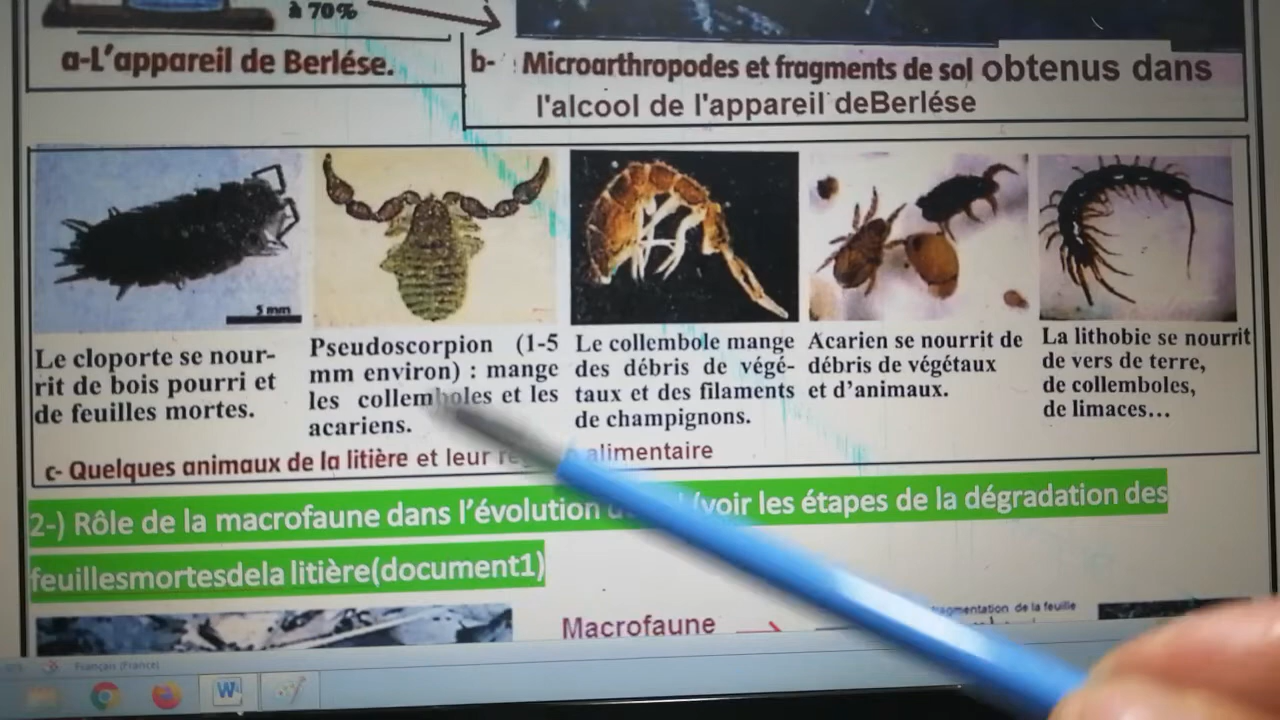 à 70%
a-L'appareil de Berlése.
b- Microarthropodes et fragments de sol obtenus dans
l'alcool de l'appareil deBerlése
5 mm
Le cloporte se nour-
rit de bois pourri et
de feuilles mortes.
Pseudoscorpion (1-5
mm environ) : mange
les collemboles et les
acariens.
Le collembole mange
des débris de végé-
taux et des filaments
de champignons.
Acarien se nourrit de
débris de végétaux
et d'animaux.
La lithobie se nourrit
de vers de terre,
de collemboles,
de limaces...
c- Quelques animaux de la litière et leur alimentaire
2-) Rôle de la macrofaune dans l'évolution (voir les étapes de la dégradation des
feuillesmortesdela litière(document1)
Macrofaune
de la feuille
Français (France)
W